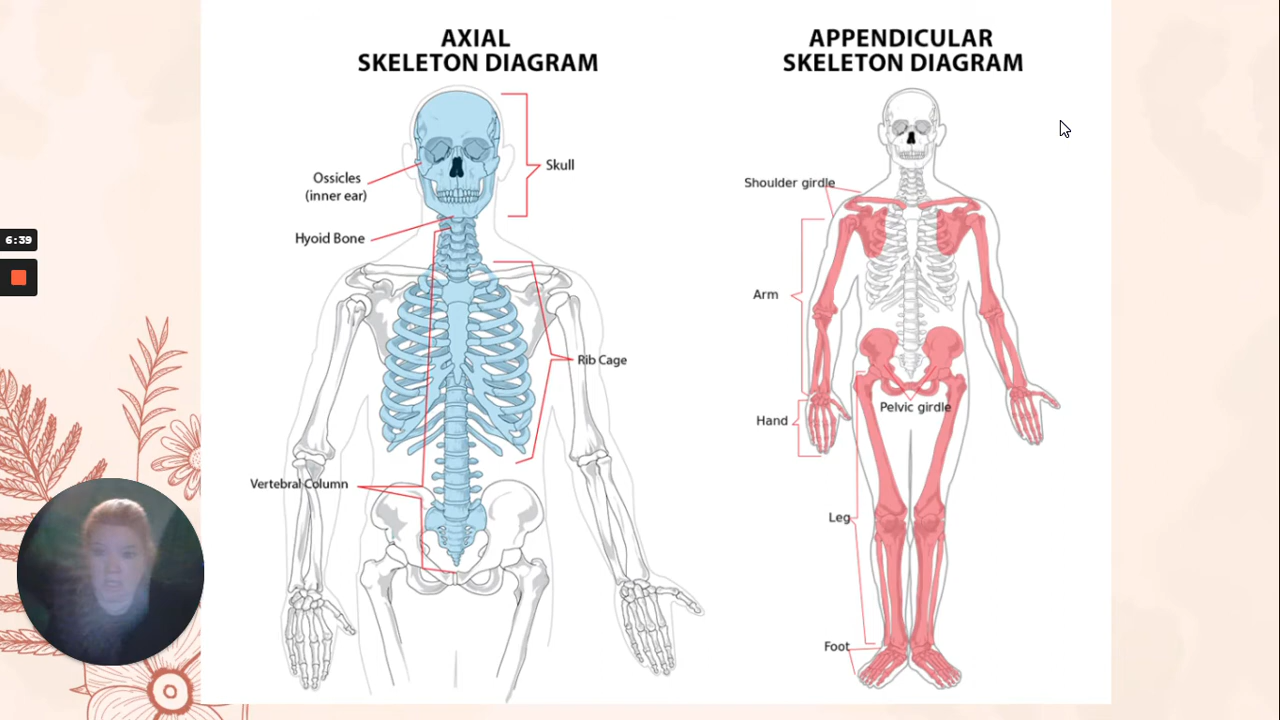 AXIAL
SKELETON DIAGRAM
Skull
Ossicles
(inner ear)
Hyoid Bone
Rib Cage
Vertebral Column
APPENDICULAR
SKELETON DIAGRAM
Shoulder girdle
Arm
Hand
Pelvic girdle
Leg
Foot
6:39